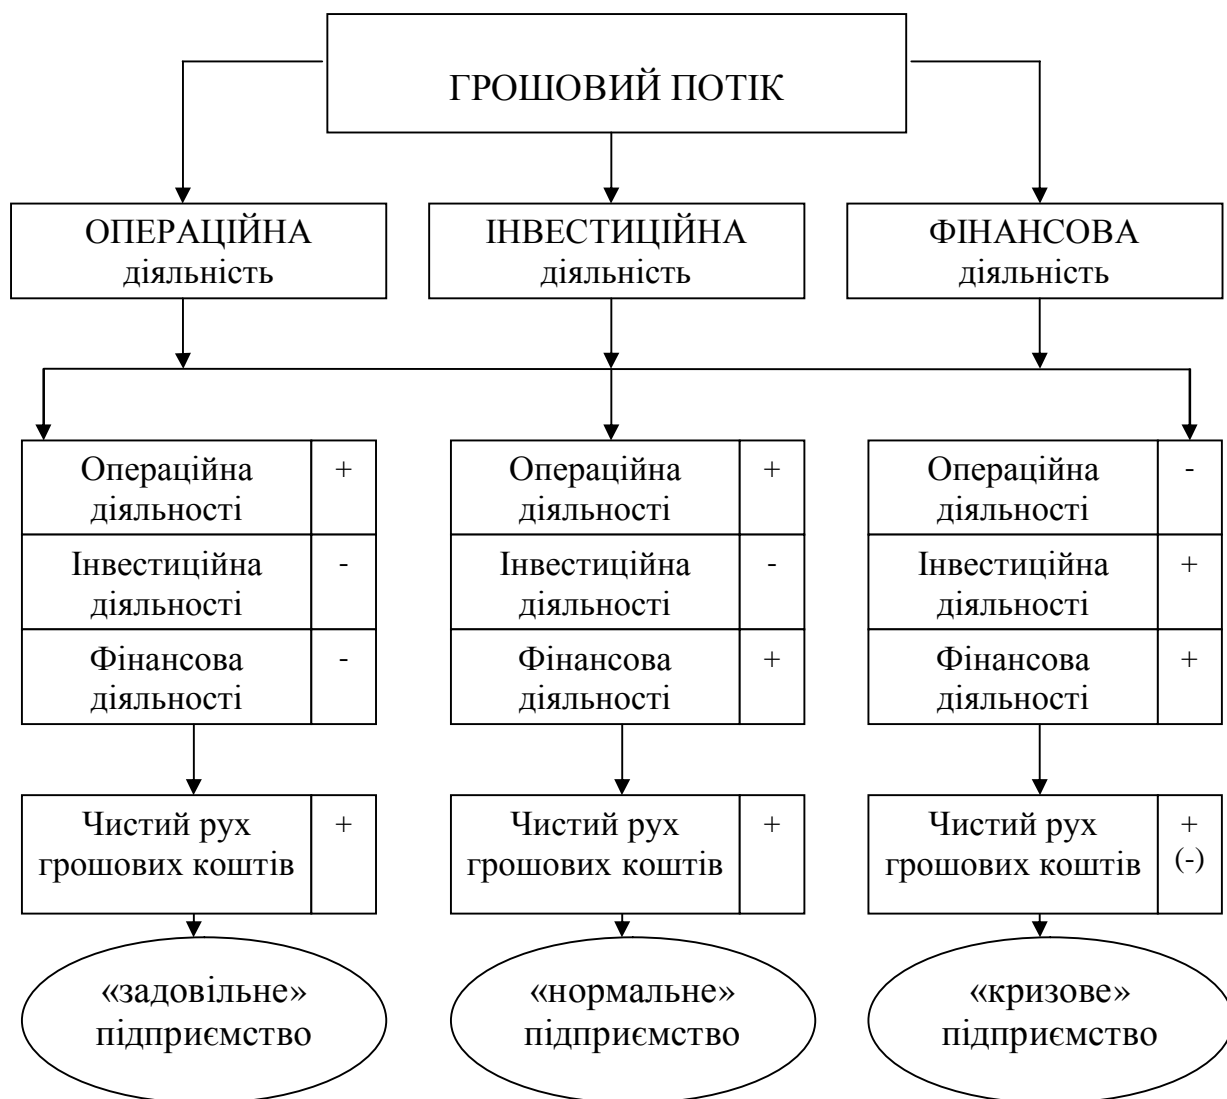 ГРОШОВИЙ ПОТІК
ОПЕРАЦІЙНА
діяльність
ІНВЕСТИЦІЙНА
діяльність
ФІНАНСОВА
діяльність
Операційна +
діяльності
Інвестиційна -
діяльності
Фінансова -
діяльності
Чистий рух +
грошових коштів
«задовільне»
підприємство
Операційна +
діяльності
Інвестиційна -
діяльності
Фінансова +
діяльності
Чистий рух +
грошових коштів
«нормальне»
підприємство
Операційна -
діяльності
Інвестиційна +
діяльності
Фінансова +
діяльності
Чистий рух +
грошових коштів (-)
«кризове»
підприємство